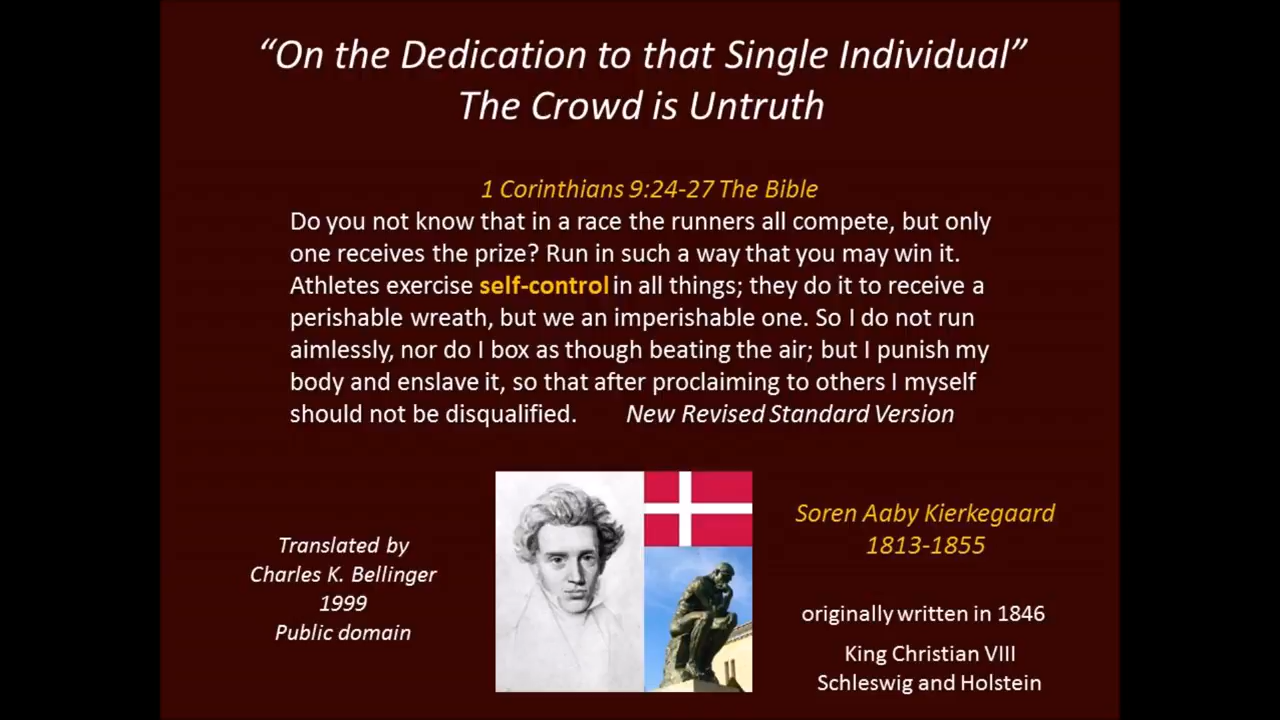 “On the Dedication to that Single Individual”
The Crowd is Untruth
1 Corinthians 9:24-27 The Bible
Do you not know that in a race the runners all compete, but only
one receives the prize? Run in such a way that you may win it.
Athletes exercise self-control in all things; they do it to receive a
perishable wreath, but we an imperishable one. So I do not run
aimlessly, nor do I box as though beating the air; but I punish my
body and enslave it, so that after proclaiming to others I myself
should not be disqualified. New Revised Standard Version
Translated by
Charles K. Bellinger
1999
Public domain
Soren Aaby Kierkegaard
1813-1855
originally written in 1846
King Christian VIII
Schleswig and Holstein